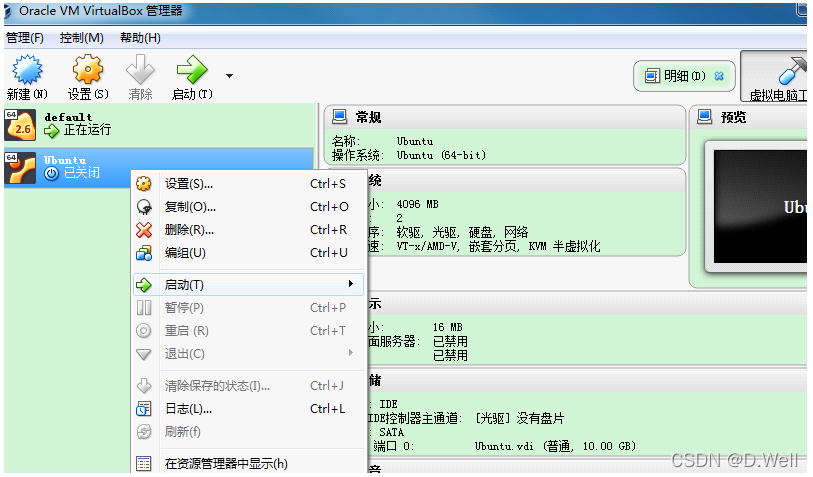 Oracle VM VirtualBox 管理器
管理(F) 控制(M) 帮助(H)
新建(N) 设置(S) 清除 启动(T)
明细(D) 虚拟电脑工
64 2.6 default
正在运行
64 Ubuntu
已关闭
设置(S)... Ctrl+S
复制(O)... Ctrl+O
删除(R)... Ctrl+R
编组(U) Ctrl+U
启动(T)
暂停(P) Ctrl+P
重启 (R) Ctrl+T
退出(C)
清除保存的状态(I)... Ctrl+J
日志(L)... Ctrl+L
刷新(f)
在资源管理器中显示(h)
常规
名称: Ubuntu
操作系统: Ubuntu (64-bit)
统
小: 4096 MB
: 2
序: 软驱, 光驱, 硬盘, 网络
速: VT-x/AMD-V, 嵌套分页, KVM 半虚拟化
示
小: 16 MB
面服务器: 已禁用
已禁用
储
: IDE
IDE控制器主通道: [光驱] 没有盘片
: SATA
端口 0: Ubuntu.vdi (普通, 10.00 GB)
音
预览
Ubu
CSDN @D.Well